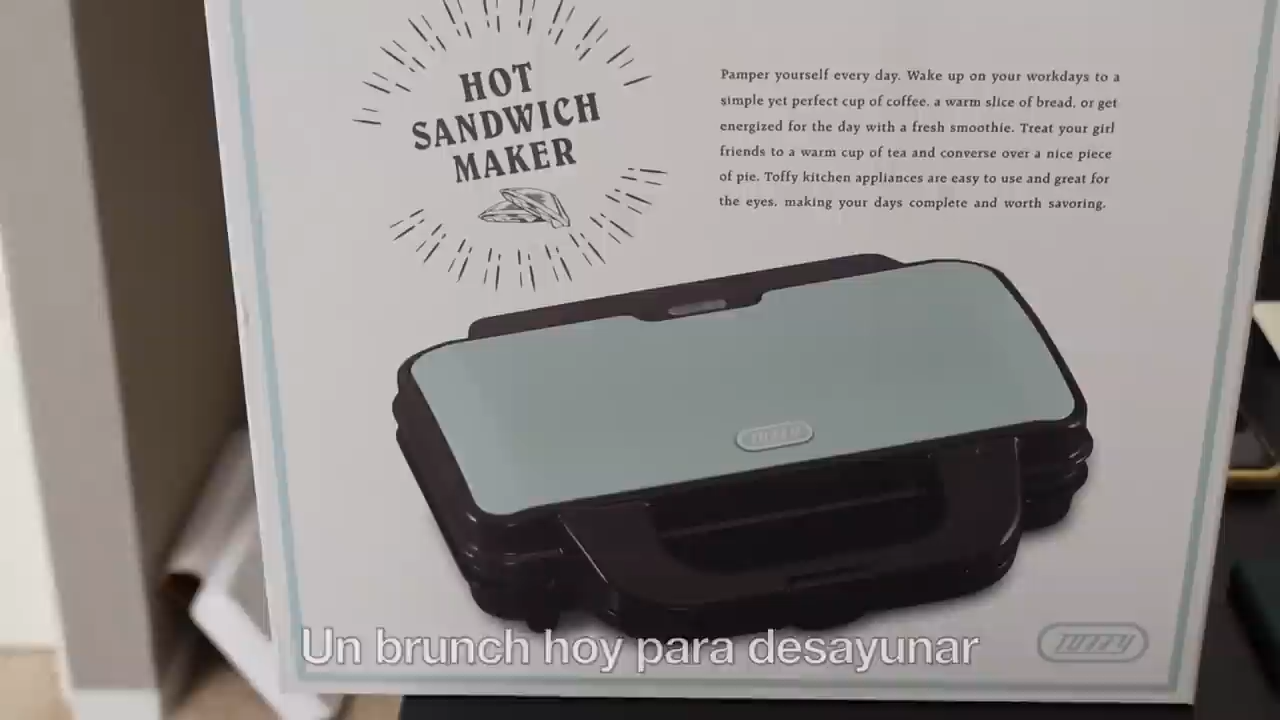 HOT
SANDWICH
MAKER
Pamper yourself every day. Wake up on your workdays to a
simple yet perfect cup of coffee, a warm slice of bread, or get
energized for the day with a fresh smoothie. Treat your girl
friends to a warm cup of tea and converse over a nice piece
of pie. Toffy kitchen appliances are easy to use and great for
the eyes, making your days complete and worth savoring.
TOFFY
Un brunch hoy para desayunar
TOFFY